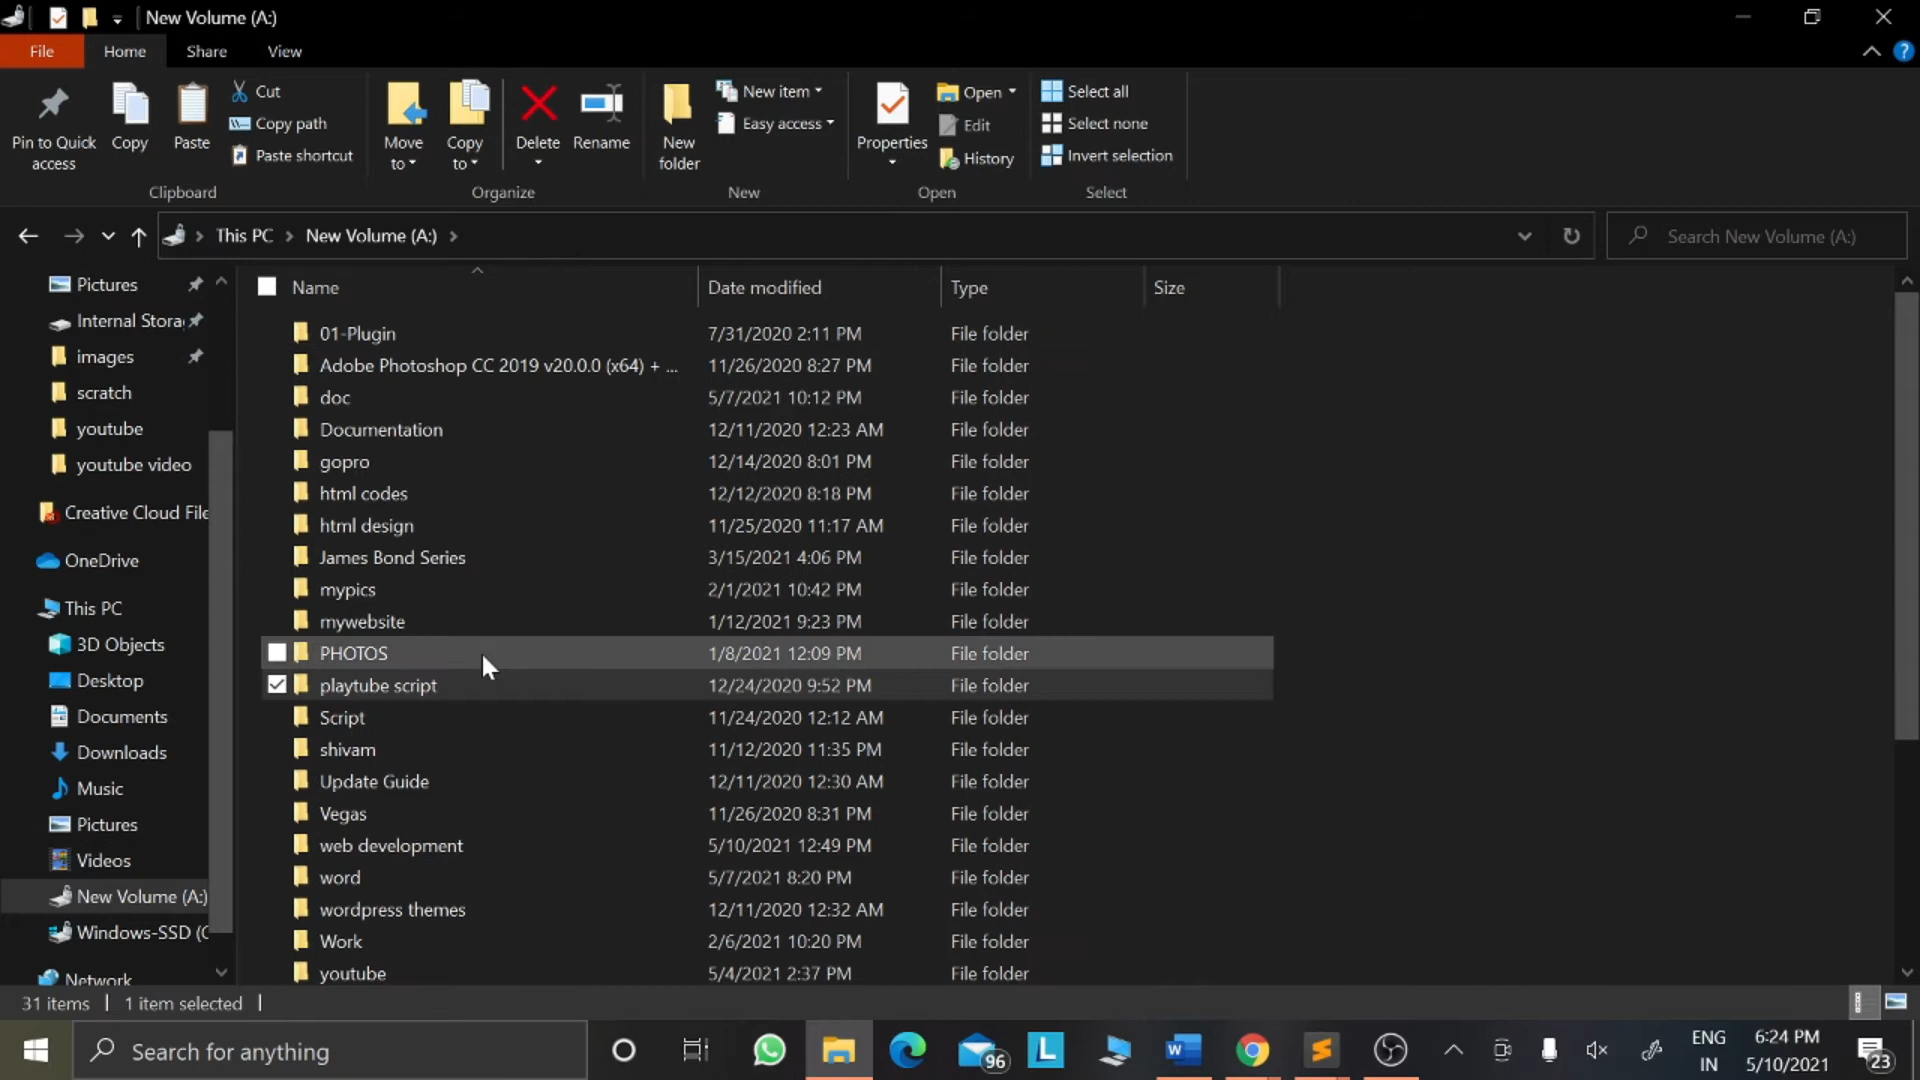 New Volume (A:)
File
Home
Share
View
Pin to Quick
access
Copy
Paste
Cut
Copy path
Paste shortcut
Clipboard
Move
to
Copy
to
Delete
Rename
Organize
New
folder
New item
Easy access
New
Properties
Open
Edit
History
Open
Select all
Select none
Invert selection
Select
This PC
New Volume (A:)
Search New Volume (A:)
Pictures
Internal Stora
images
scratch
youtube
youtube video
Creative Cloud File
OneDrive
This PC
3D Objects
Desktop
Documents
Downloads
Music
Pictures
Videos
New Volume (A:)
Windows-SSD (C
Network
Name Date modified Type Size
01-Plugin 7/31/2020 2:11 PM File folder
Adobe Photoshop CC 2019 v20.0.0 (x64) + ... 11/26/2020 8:27 PM File folder
doc 5/7/2021 10:12 PM File folder
Documentation 12/11/2020 12:23 AM File folder
gopro 12/14/2020 8:01 PM File folder
html codes 12/12/2020 8:18 PM File folder
html design 11/25/2020 11:17 AM File folder
James Bond Series 3/15/2021 4:06 PM File folder
mypics 2/1/2021 10:42 PM File folder
mywebsite 1/12/2021 9:23 PM File folder
PHOTOS 1/8/2021 12:09 PM File folder
playtube script 12/24/2020 9:52 PM File folder
Script 11/24/2020 12:12 AM File folder
shivam 11/12/2020 11:35 PM File folder
Update Guide 12/11/2020 12:30 AM File folder
Vegas 11/26/2020 8:31 PM File folder
web development 5/10/2021 12:49 PM File folder
word 5/7/2021 8:20 PM File folder
wordpress themes 12/11/2020 12:32 AM File folder
Work 2/6/2021 10:20 PM File folder
youtube 5/4/2021 2:37 PM File folder
31 items 1 item selected
Search for anything
96
L
W
ENG
IN
6:24 PM
5/10/2021
23